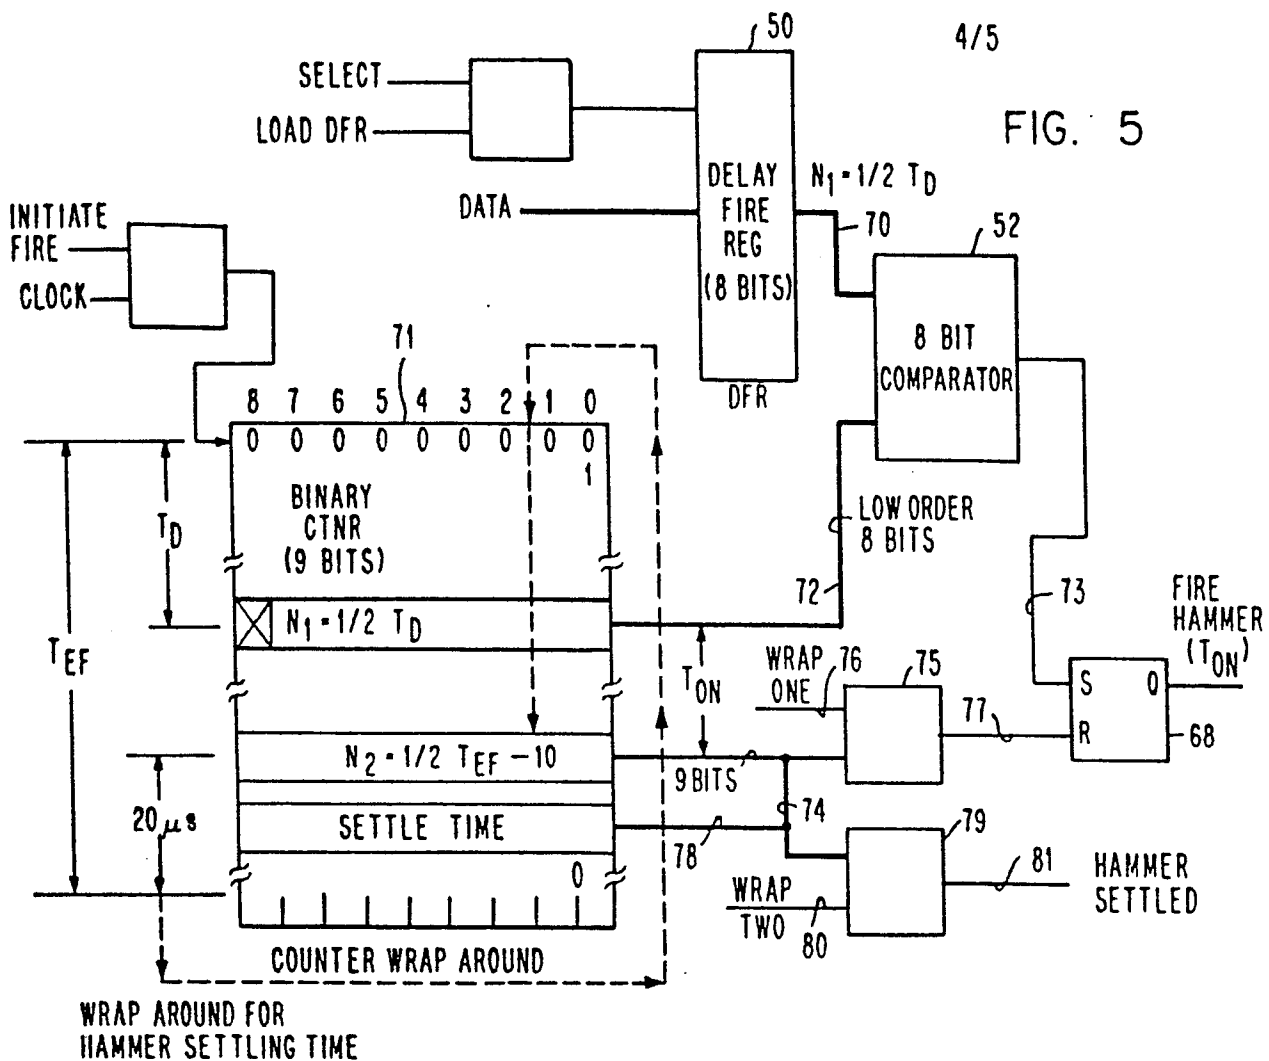 50
4/5
SELECT
LOAD DFR
FIG. 5
DATA
DELAY
FIRE
REG
(8 BITS)
DFR
N1 = 1/2 TD
70
52
INITIATE
FIRE
CLOCK
8 BIT
COMPARATOR
71
8 7 6 5 4 3 2 1 0
0 0 0 0 0 0 0 0 0
1
BINARY
CTNR
(9 BITS)
TD
TEF
LOW ORDER
8 BITS
72
73
N1 = 1/2 TD
TON
WRAP
ONE
76
75
77
FIRE
HAMMER
(TON)
S Q
R
68
N2 = 1/2 TEF -10
9 BITS
74
20 μs
SETTLE TIME
78
79
0
WRAP
TWO
80
81
HAMMER
SETTLED
COUNTER WRAP AROUND
WRAP AROUND FOR
HAMMER SETTLING TIME